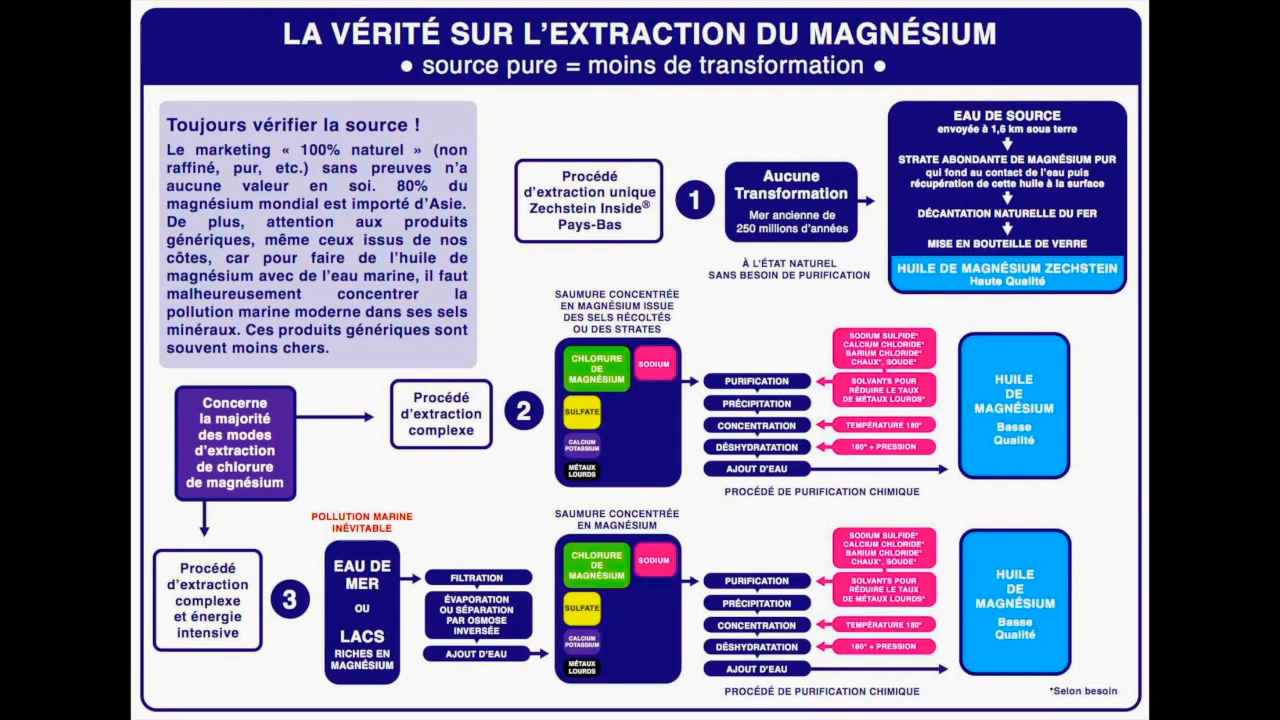 LA VÉRITÉ SUR L'EXTRACTION DU MAGNÉSIUM
• source pure = moins de transformation •
Toujours vérifier la source !
Le marketing « 100% naturel » (non
raffiné, pur, etc.) sans preuves n'a
aucune valeur en soi. 80% du
magnésium mondial est importé d'Asie.
De plus, attention aux produits
génériques, même ceux issus de nos
côtes, car pour faire de l'huile de
magnésium avec de l'eau marine, il faut
malheureusement concentrer la
pollution marine moderne dans ses sels
minéraux. Ces produits génériques sont
souvent moins chers.
Procédé
d'extraction unique
Zechstein Inside®
Pays-Bas
1
Aucune
Transformation
Mer ancienne de
250 millions d'années
À L'ÉTAT NATUREL
SANS BESOIN DE PURIFICATION
EAU DE SOURCE
envoyée à 1,6 km sous terre
STRATE ABONDANTE DE MAGNÉSIUM PUR
qui fond au contact de l'eau puis
récupération de cette huile à la surface
DÉCANTATION NATURELLE DU FER
MISE EN BOUTEILLE DE VERRE
HUILE DE MAGNÉSIUM ZECHSTEIN
Haute Qualité
Concerne
la majorité
des modes
d'extraction
de chlorure
de magnésium
Procédé
d'extraction
complexe
2
SAUMURE CONCENTRÉE
EN MAGNÉSIUM ISSUE
DES SELS RÉCOLTÉS
OU DES STRATES
CHLORURE
DE
MAGNÉSIUM
SODIUM
SULFATE
CALCIUM
POTASSIUM
MÉTAUX
LOURDS
PURIFICATION
PRÉCIPITATION
CONCENTRATION
DÉSHYDRATATION
AJOUT D'EAU
SODIUM SULFIDE*
CALCIUM CHLORIDE*
BARIUM CHLORIDE*
CHAUX*, SOUDE*
SOLVANTS POUR
RÉDUIRE LE TAUX
DE MÉTAUX LOURDS*
TEMPÉRATURE 180°
180° + PRESSION
PROCÉDÉ DE PURIFICATION CHIMIQUE
HUILE
DE
MAGNÉSIUM
Basse
Qualité
Procédé
d'extraction
complexe
et énergie
intensive
3
POLLUTION MARINE
INÉVITABLE
EAU DE
MER
OU
LACS
RICHES EN
MAGNÉSIUM
FILTRATION
ÉVAPORATION
OU SÉPARATION
PAR OSMOSE
INVERSÉE
AJOUT D'EAU
SAUMURE CONCENTRÉE
EN MAGNÉSIUM
CHLORURE
DE
MAGNÉSIUM
SODIUM
SULFATE
CALCIUM
POTASSIUM
MÉTAUX
LOURDS
PURIFICATION
PRÉCIPITATION
CONCENTRATION
DÉSHYDRATATION
AJOUT D'EAU
SODIUM SULFIDE*
CALCIUM CHLORIDE*
BARIUM CHLORIDE*
CHAUX*, SOUDE*
SOLVANTS POUR
RÉDUIRE LE TAUX
DE MÉTAUX LOURDS*
TEMPÉRATURE 180°
180° + PRESSION
PROCÉDÉ DE PURIFICATION CHIMIQUE
HUILE
DE
MAGNÉSIUM
Basse
Qualité
*Selon besoin